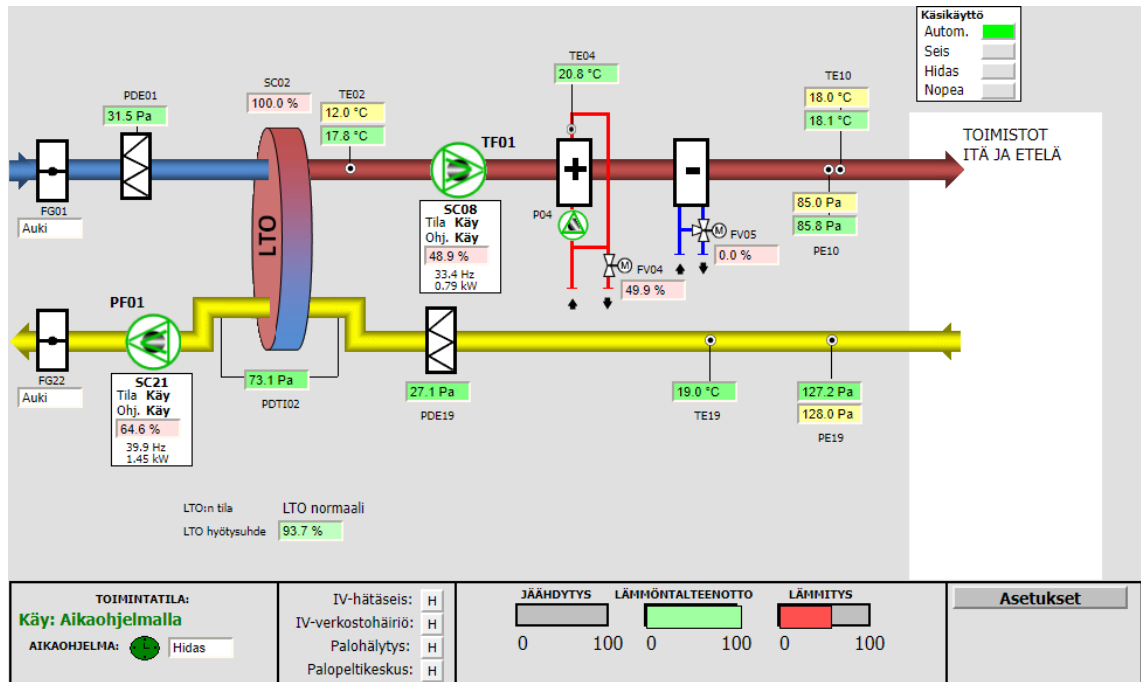 Käsikäyttö
Autom.
Seis
Hidas
Nopea
TE04
20.8 °C
SC02
100.0 %
TE02
12.0 °C
17.8 °C
TE10
18.0 °C
18.1 °C
PDE01
31.5 Pa
TOIMISTOT
ITÄ JA ETELÄ
TF01
LTO
+
-
FG01
Auki
SC08
Tila Käy
Ohj. Käy
48.9 %
33.4 Hz
0.79 kW
P04
M FV04
49.9 %
M FV05
0.0 %
85.0 Pa
85.8 Pa
PE10
PF01
FG22
Auki
SC21
Tila Käy
Ohj. Käy
64.6 %
39.9 Hz
1.45 kW
73.1 Pa
PDTI02
27.1 Pa
PDE19
19.0 °C
TE19
127.2 Pa
128.0 Pa
PE19
LTO:n tila LTO normaali
LTO hyötysuhde 93.7 %
TOIMINTATILA:
Käy: Aikaohjelmalla
AIKAOHJELMA: Hidas
IV-hätäseis: H
IV-verkostohäiriö: H
Palohälytys: H
Palopeltikeskus: H
JÄÄHDYTYS LÄMMÖNTALTEENOTTO LÄMMITYS
0 100 0 100 0 100
Asetukset